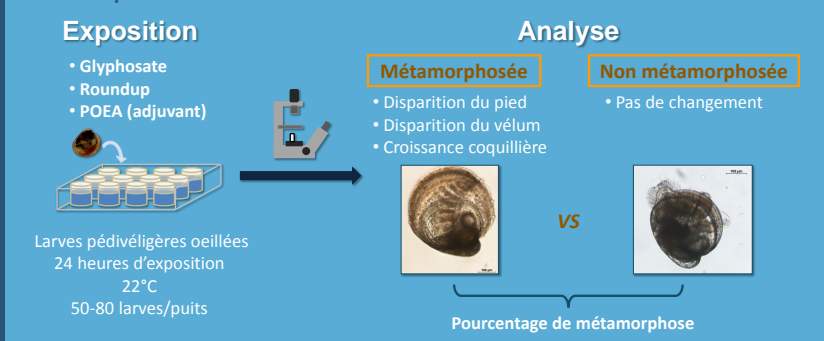 Exposition
• Glyphosate
• Roundup
• POEA (adjuvant)
Larves pédivéligères oeillées
24 heures d'exposition
22°C
50-80 larves/puits
Analyse
Métamorphosée
• Disparition du pied
• Disparition du vélum
• Croissance coquillière
VS
Non métamorphosée
• Pas de changement
Pourcentage de métamorphose